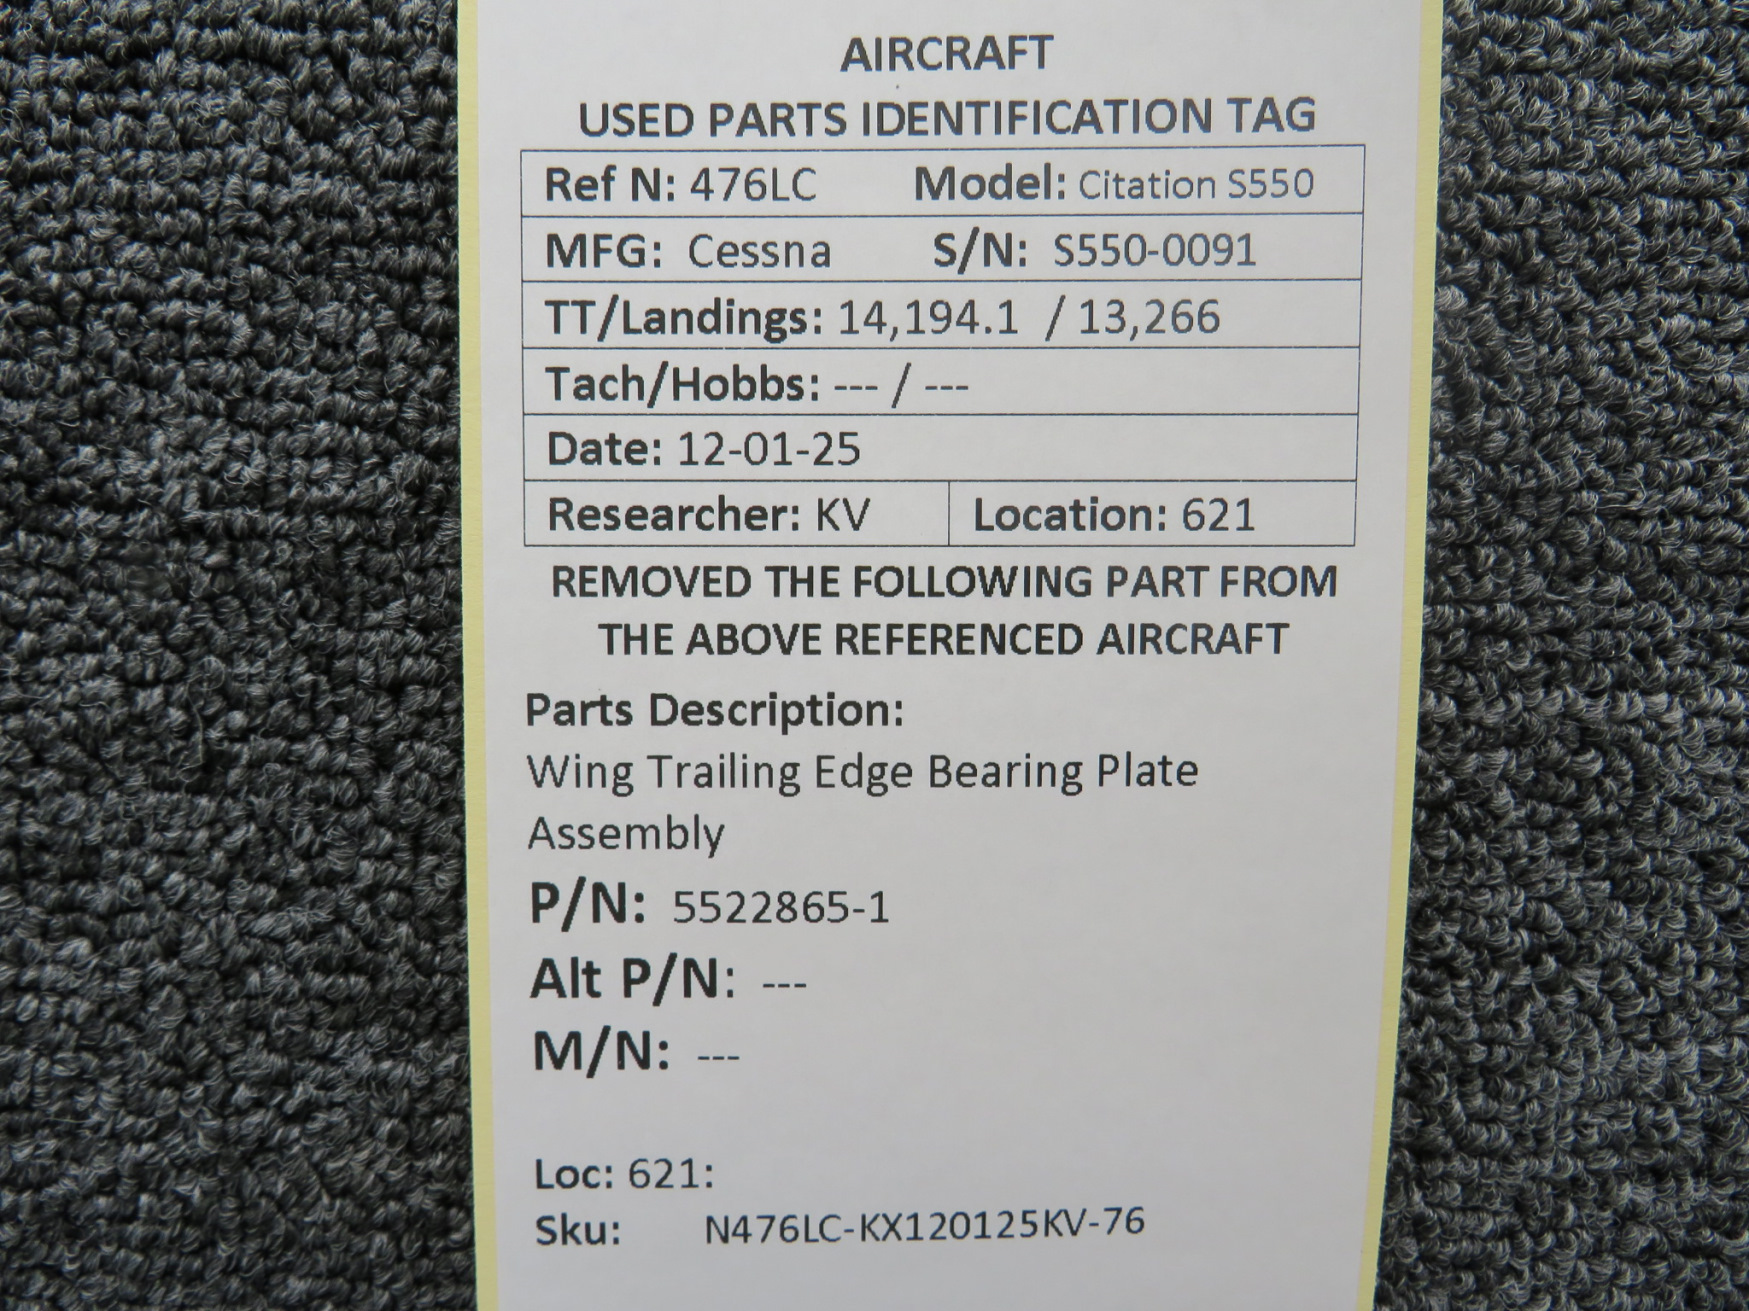 AIRCRAFT
USED PARTS IDENTIFICATION TAG
Ref N: 476LC Model: Citation S550
MFG: Cessna S/N: S550-0091
TT/Landings: 14,194.1 / 13,266
Tach/Hobbs: --- / ---
Date: 12-01-25
Researcher: KV Location: 621
REMOVED THE FOLLOWING PART FROM
THE ABOVE REFERENCED AIRCRAFT
Parts Description:
Wing Trailing Edge Bearing Plate
Assembly
P/N: 5522865-1
Alt P/N: ---
M/N: ---
Loc: 621:
Sku: N476LC-KX120125KV-76